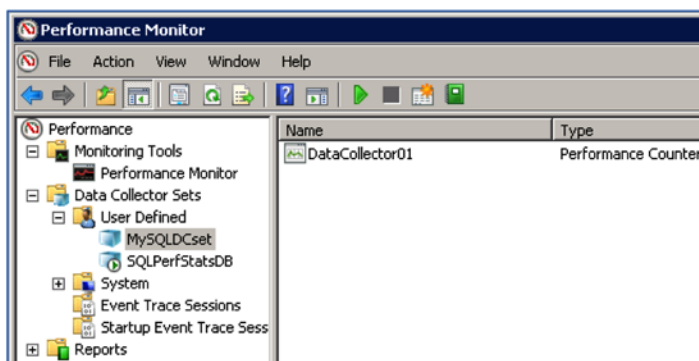 Performance Monitor
File Action View Window Help
Performance
Monitoring Tools
Performance Monitor
Data Collector Sets
User Defined
MySQLDCset
SQLPerfStatsDB
System
Event Trace Sessions
Startup Event Trace Sess
Reports
Name Type
DataCollector01 Performance Counter